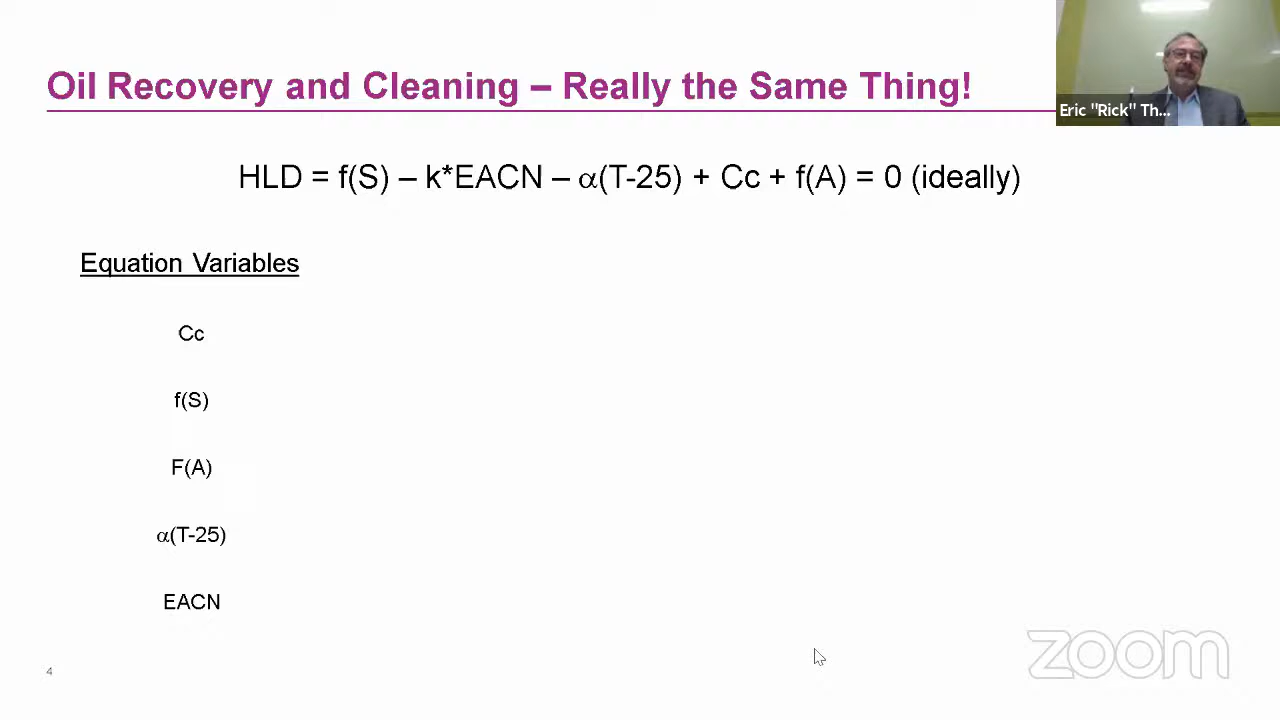 Oil Recovery and Cleaning – Really the Same Thing!
Eric "Rick" Th...
HLD = f(S) – k*EACN – α(T-25) + Cc + f(A) = 0 (ideally)
Equation Variables
Cc
f(S)
F(A)
α(T-25)
EACN
4
zoom